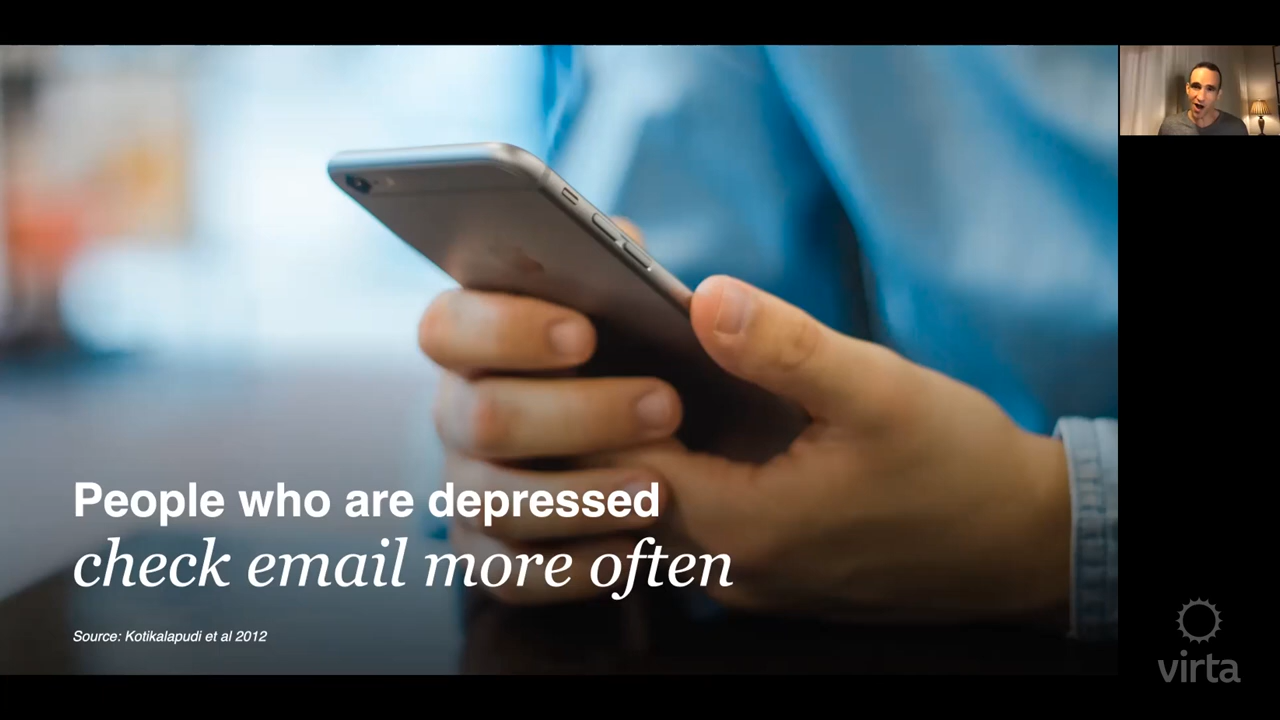 People who are depressed
check email more often
Source: Kotikalapudi et al 2012
virta